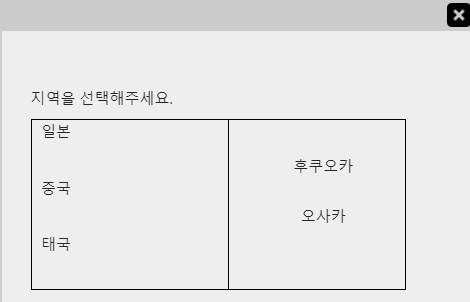 지역을 선택해주세요.
일본
중국
태국
후쿠오카
오사카